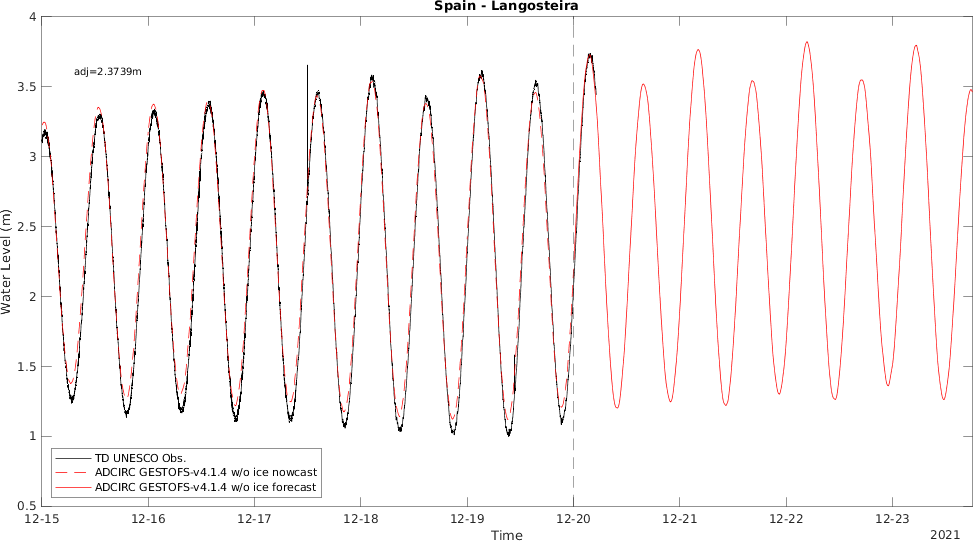 Spain - Langosteira
4
adj=2.3739m
3.5
3
2.5
Water Level (m)
2
1.5
1
TD UNESCO Obs.
ADCIRC GESTOFS-v4.1.4 w/o ice nowcast
ADCIRC GESTOFS-v4.1.4 w/o ice forecast
0.5
12-15 12-16 12-17 12-18 12-19 12-20 12-21 12-22 12-23
Time
2021